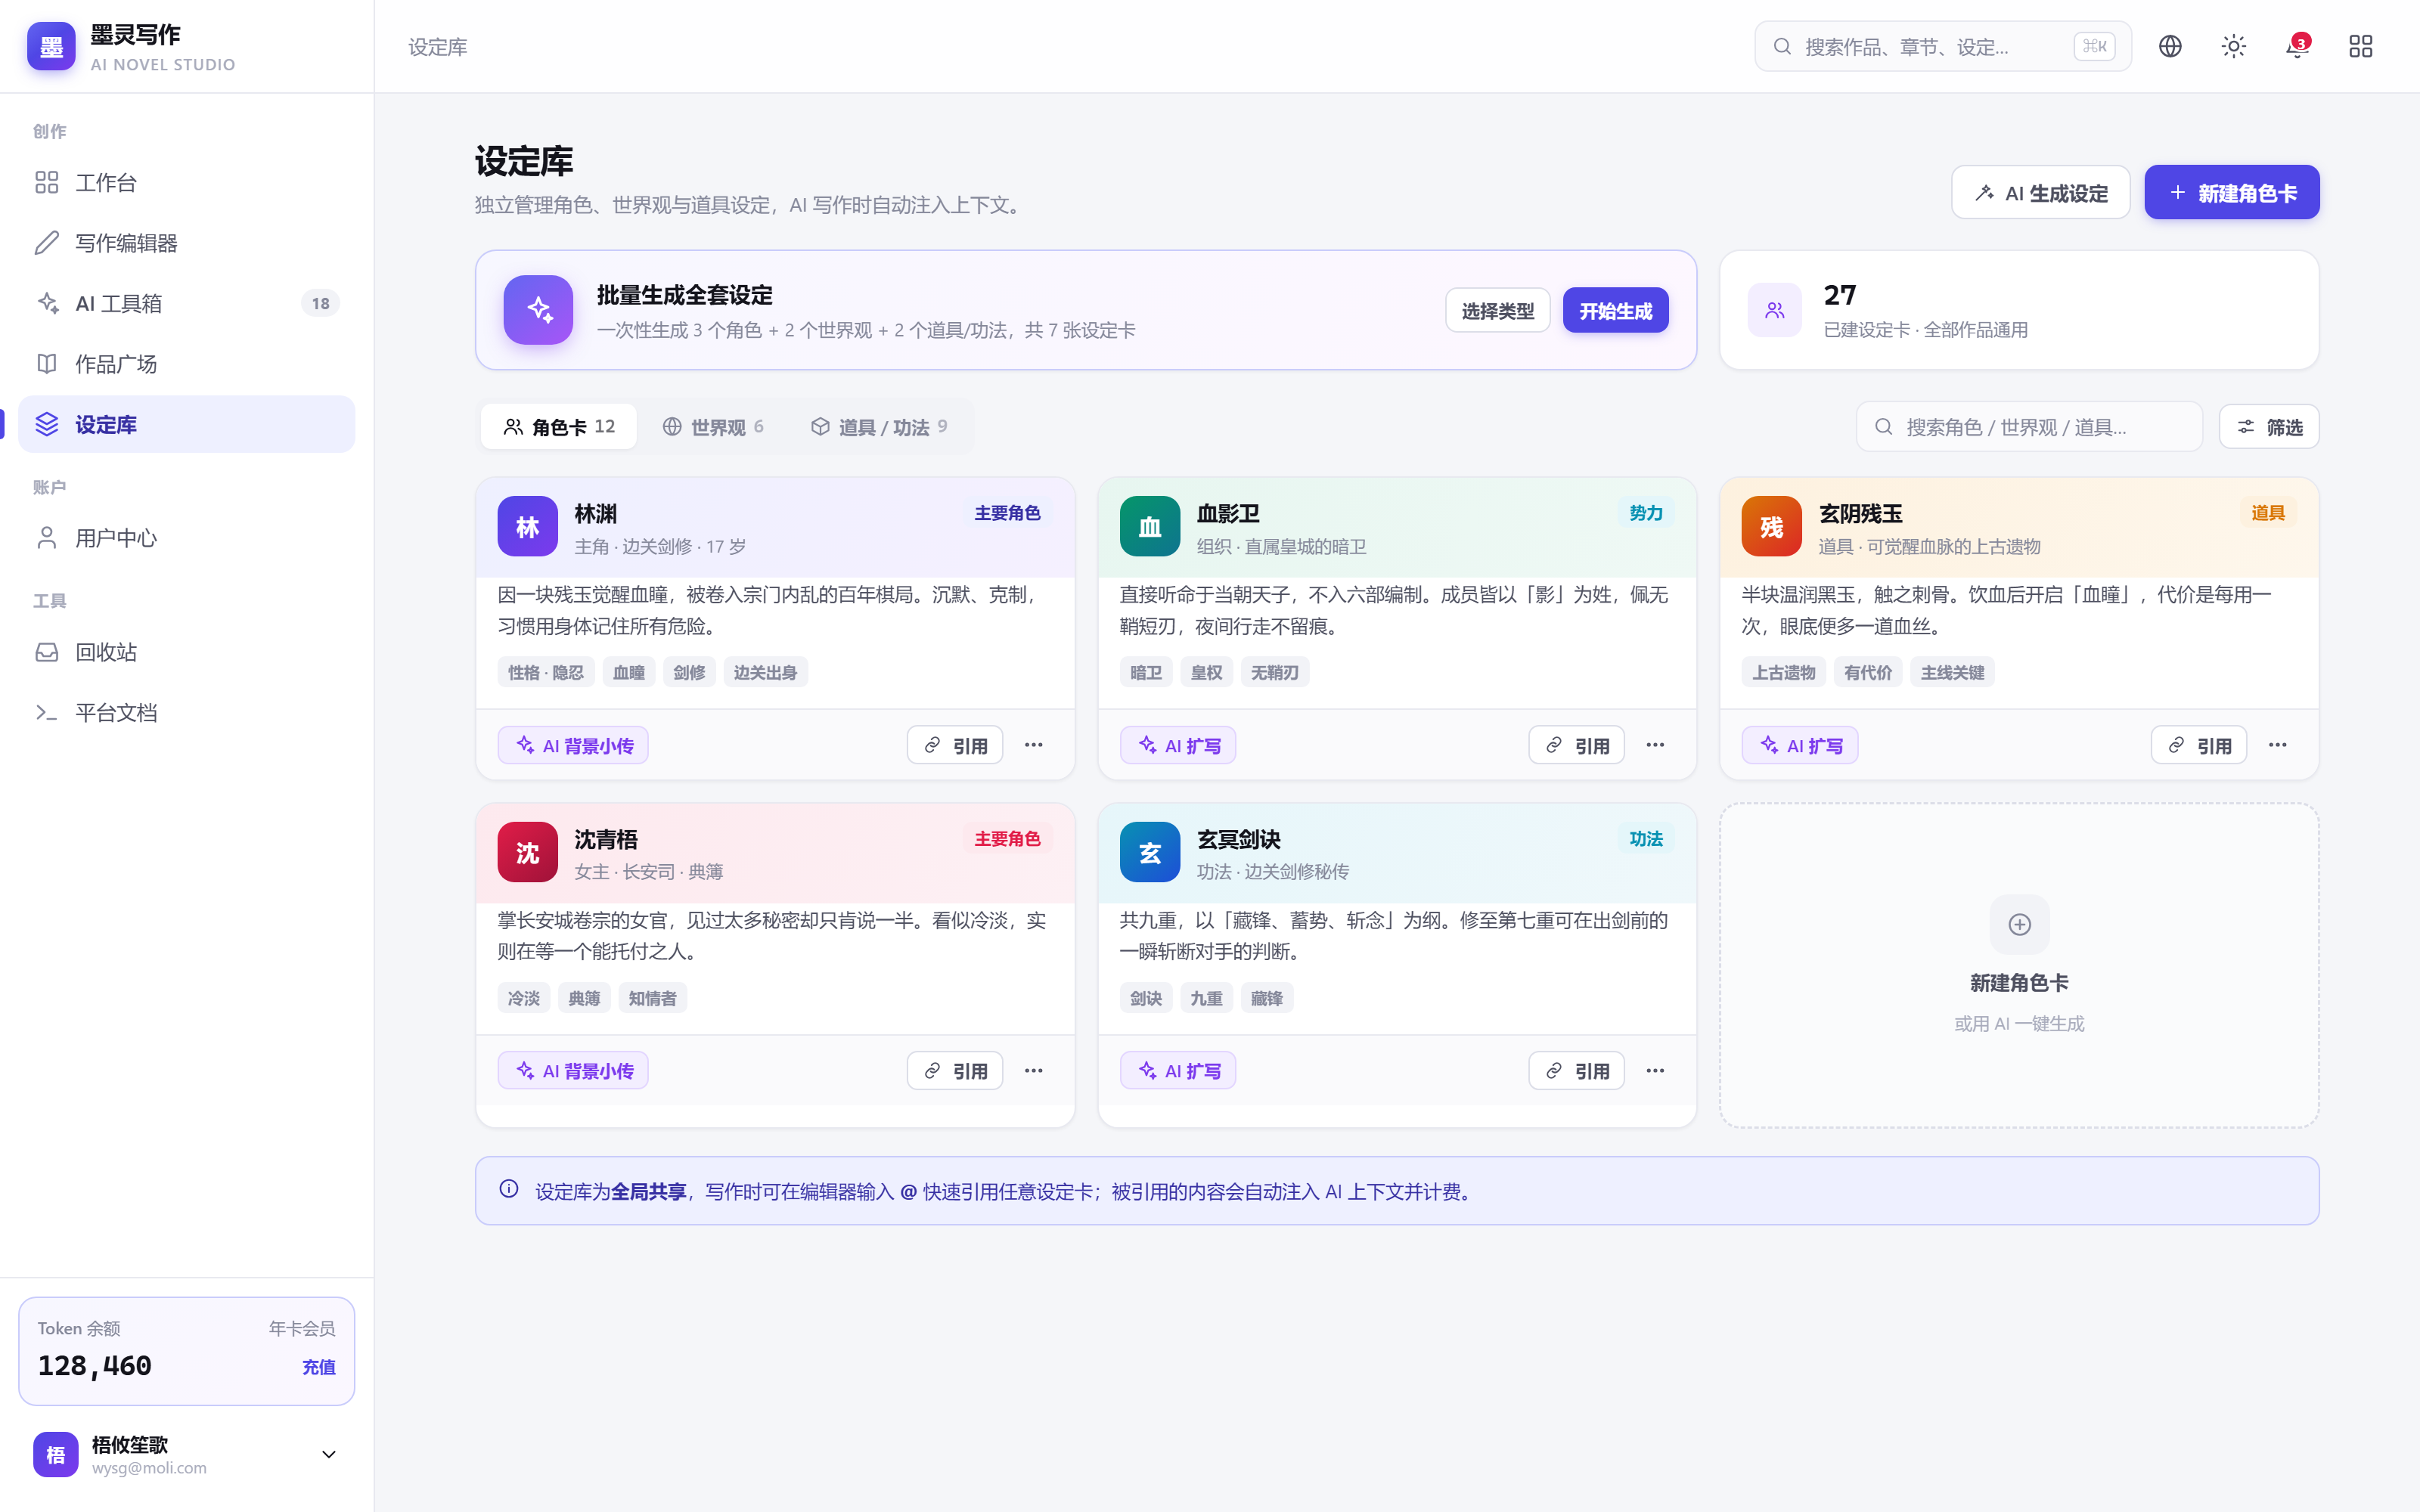 墨
墨灵写作
AI NOVEL STUDIO
创作
工作台
写作编辑器
AI 工具箱
18
作品广场
设定库
账户
用户中心
工具
回收站
平台文档
Token 余额
年卡会员
128,460
充值
梧
梧攸笙歌
wysg@moli.com
设定库
搜索作品、章节、设定...
⌘K
3
设定库
独立管理角色、世界观与道具设定，AI 写作时自动注入上下文。
AI 生成设定
新建角色卡
批量生成全套设定
一次性生成 3 个角色 + 2 个世界观 + 2 个道具/功法，共 7 张设定卡
选择类型
开始生成
27
已建设定卡 · 全部作品通用
角色卡 12
世界观 6
道具 / 功法 9
搜索角色 / 世界观 / 道具...
筛选
林
林渊
主角 · 边关剑修 · 17 岁
主要角色
因一块残玉觉醒血瞳，被卷入宗门内乱的百年棋局。沉默、克制，
习惯用身体记住所有危险。
性格 · 隐忍
血瞳
剑修
边关出身
AI 背景小传
引用
血
血影卫
组织 · 直属皇城的暗卫
势力
直接听命于当朝天子，不入六部编制。成员皆以「影」为姓，佩无
鞘短刃，夜间行走不留痕。
暗卫
皇权
无鞘刃
AI 扩写
引用
残
玄阴残玉
道具 · 可觉醒血脉的上古遗物
道具
半块温润黑玉，触之刺骨。饮血后开启「血瞳」，代价是每用一
次，眼底便多一道血丝。
上古遗物
有代价
主线关键
AI 扩写
引用
沈
沈青梧
女主 · 长安司 · 典簿
主要角色
掌长安城卷宗的女官，见过太多秘密却只肯说一半。看似冷淡，实
则在等一个能托付之人。
冷淡
典簿
知情者
AI 背景小传
引用
玄
玄冥剑诀
功法 · 边关剑修秘传
功法
共九重，以「藏锋、蓄势、斩念」为纲。修至第七重可在出剑前的
一瞬斩断对手的判断。
剑诀
九重
藏锋
AI 扩写
引用
新建角色卡
或用 AI 一键生成
设定库为全局共享，写作时可在编辑器输入 @ 快速引用任意设定卡；被引用的内容会自动注入 AI 上下文并计费。